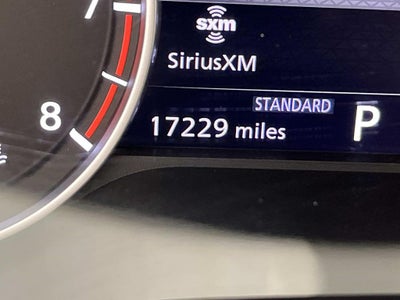 7
sxm
SiriusXM
STANDARD
8
17229 miles
P